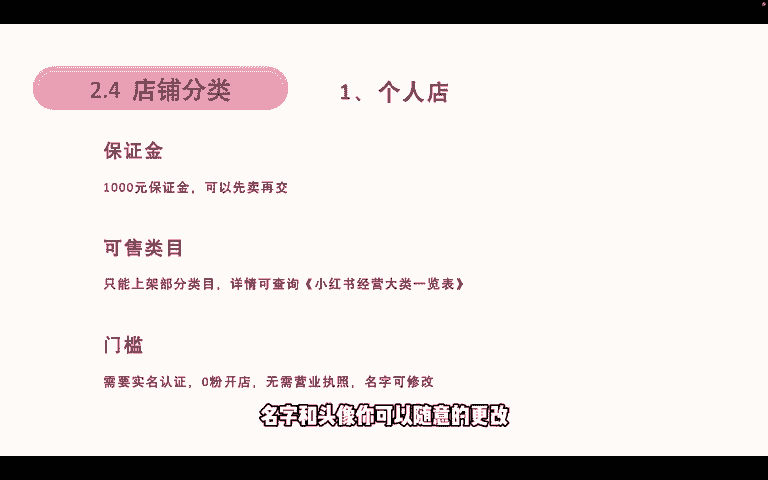 2.4 店铺分类
1、个人店
保证金
1000元保证金，可以先卖再交
可售类目
只能上架部分类目，详情可查询《小红书经营大类一览表》
门槛
需要实名认证，0粉开店，无需营业执照，名字可修改
名字和头像你可以随意的更改